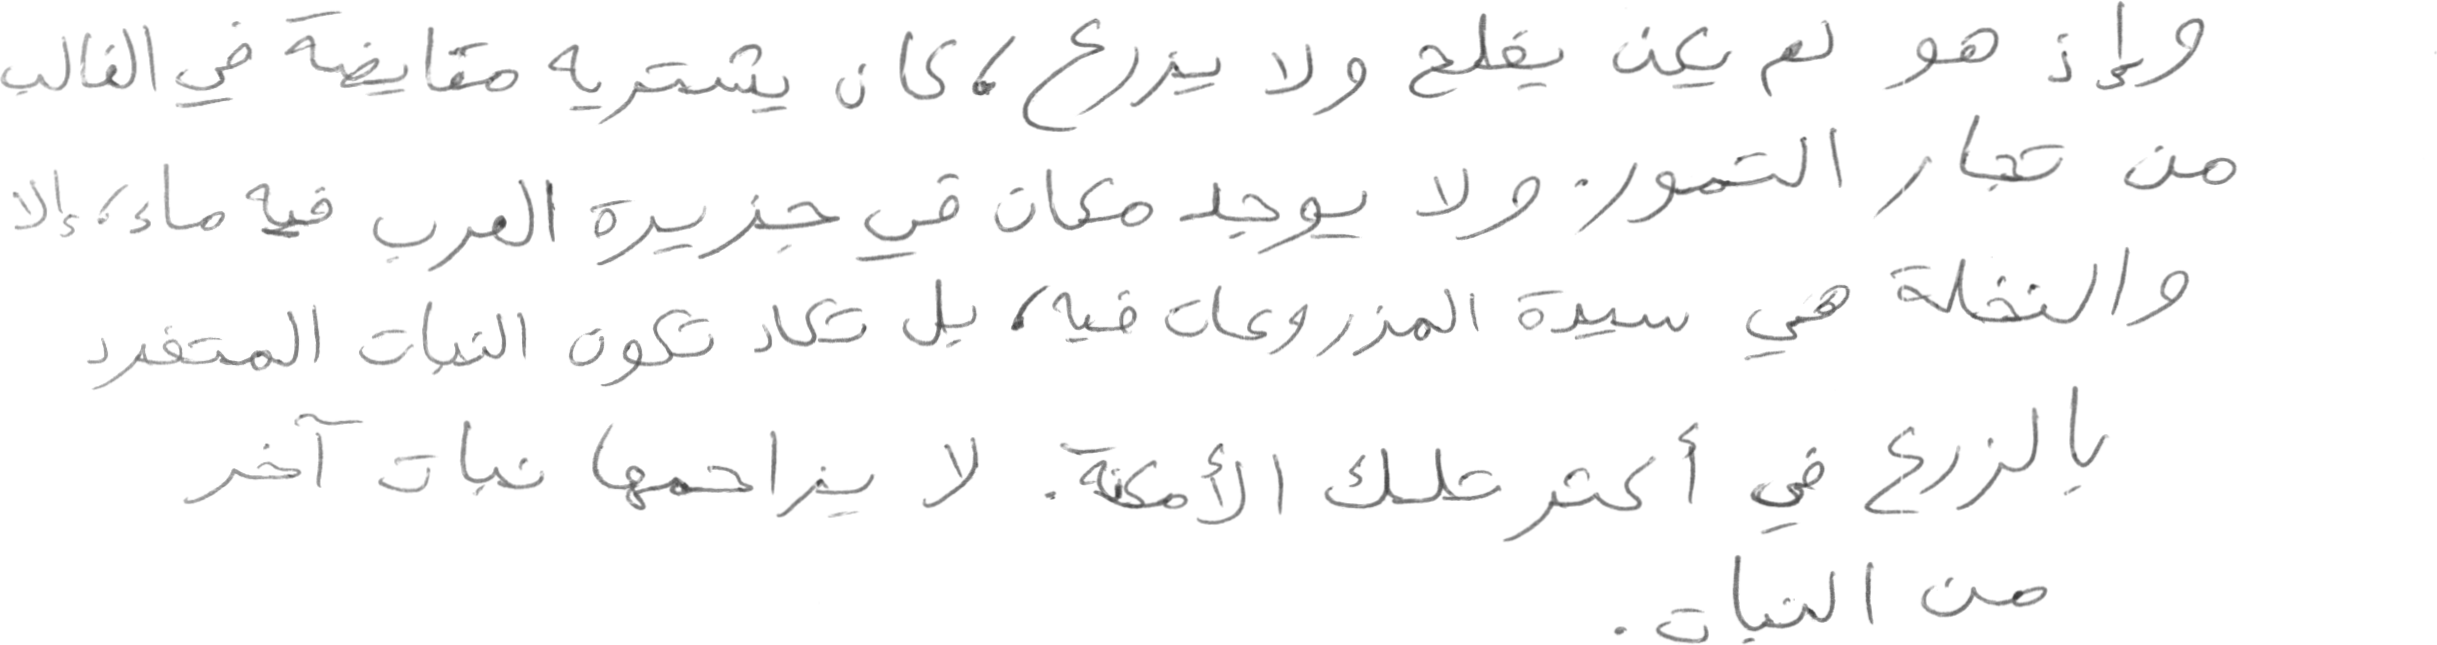 وإذ هو لم يكن يفلح ولا يزرع، كان يشتريه مقايضة في الغالب
من تجار التمور. ولا يوجد مكان في جزيرة العرب فيه ماء، إلا
والنخلة هي سيدة المزروعات فيه، بل تكاد تكون النبات المتفرد
بالزرع في أكثر تلك الأمكنة. لا يزاحمها نبات آخر
من النبات.